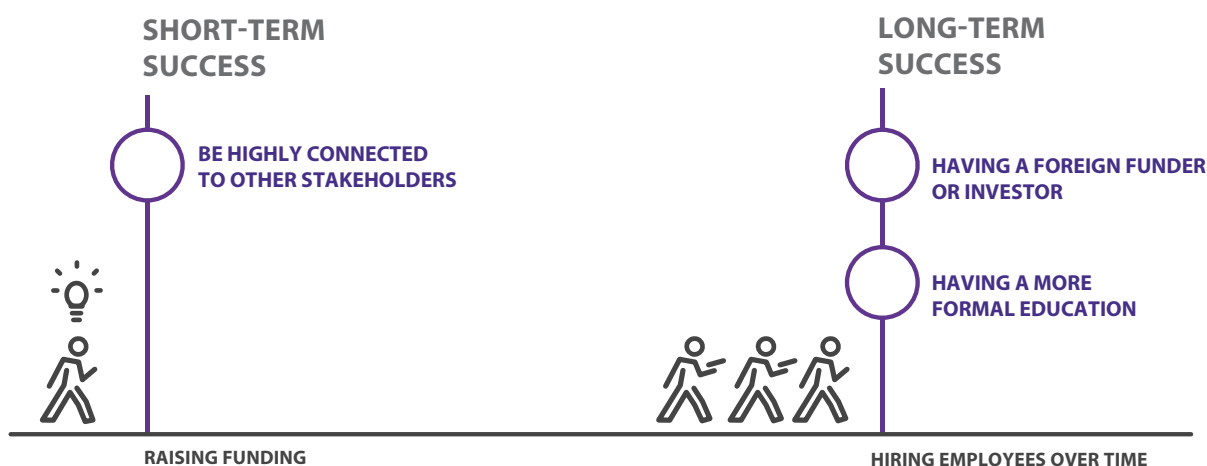 SHORT-TERM
SUCCESS
BE HIGHLY CONNECTED
TO OTHER STAKEHOLDERS
RAISING FUNDING
LONG-TERM
SUCCESS
HAVING A FOREIGN FUNDER
OR INVESTOR
HAVING A MORE
FORMAL EDUCATION
HIRING EMPLOYEES OVER TIME